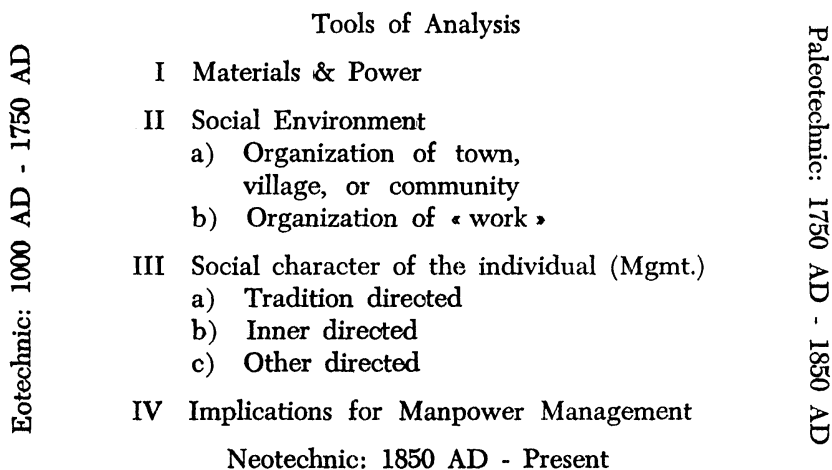 Tools of Analysis
Eotechnic: 1000 AD - 1750 AD
I Materials & Power
II Social Environment
a) Organization of town,
village, or community
b) Organization of « work »
III Social character of the individual (Mgmt.)
a) Tradition directed
b) Inner directed
c) Other directed
IV Implications for Manpower Management
Paleotechnic: 1750 AD - 1850 AD
Neotechnic: 1850 AD - Present